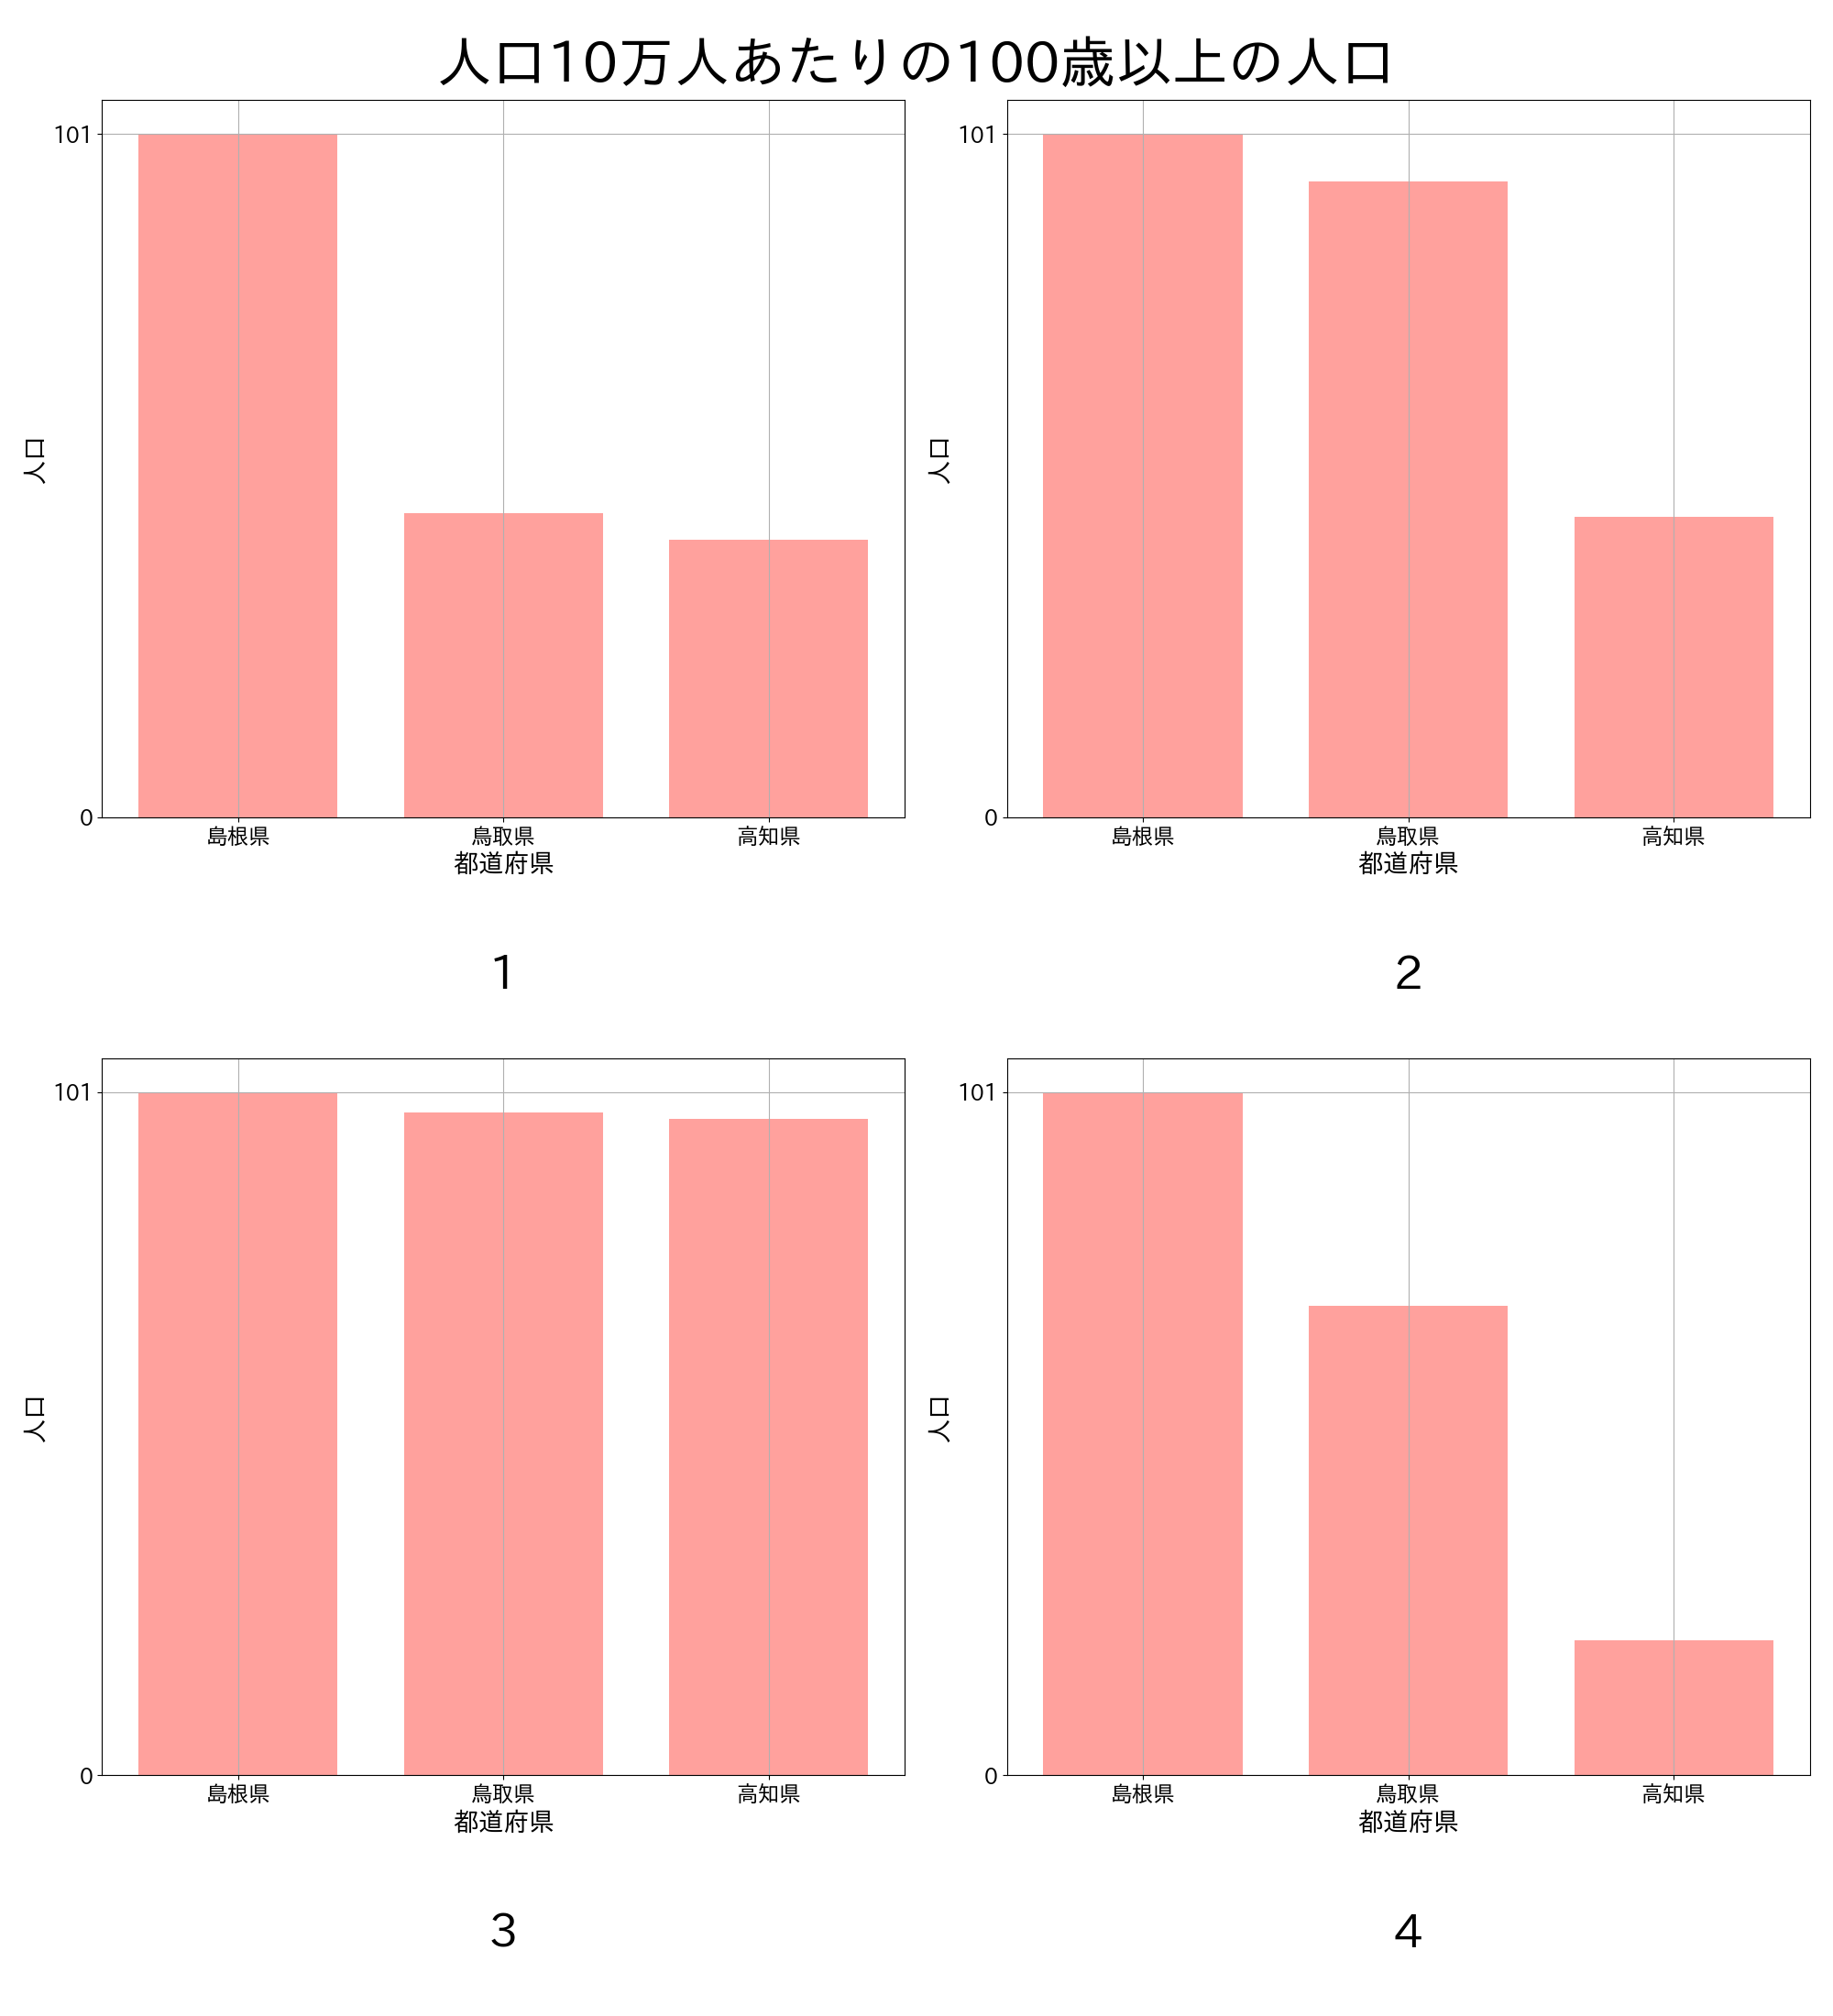 人口10万人あたりの100歳以上の人口
101
0
人口
島根県 鳥取県 高知県
都道府県
1
101
0
人口
島根県 鳥取県 高知県
都道府県
2
101
0
人口
島根県 鳥取県 高知県
都道府県
3
101
0
人口
島根県 鳥取県 高知県
都道府県
4